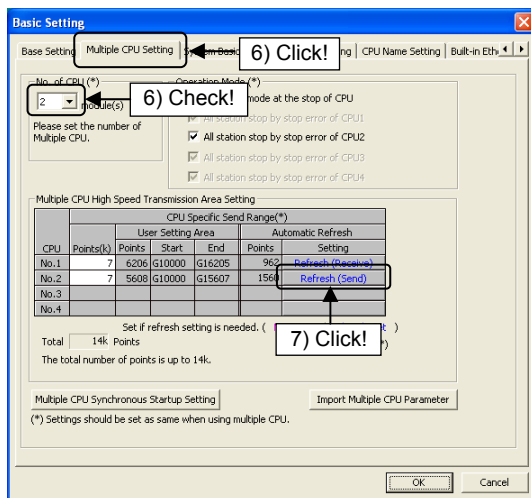 Basic Setting
Base Setting
Multiple CPU Setting
6) Click!
CPU Name Setting
No. of CPU (*)
2
module(s)
6) Check!
Please set the number of
Multiple CPU.
mode at the stop of CPU
All station stop by stop error of CPU1
All station stop by stop error of CPU2
All station stop by stop error of CPU3
All station stop by stop error of CPU4
Multiple CPU High Speed Transmission Area Setting
CPU Specific Send Range(*)
User Setting Area Automatic Refresh
CPU Points(k) Points Start End Points Setting
No.1 7 6206 G10000 G16205 962 Refresh (Receive)
No.2 7 5608 G10000 G15607 1560 Refresh (Send)
No.3
No.4
Set if refresh setting is needed. ( )
Total 14k Points
7) Click!
The total number of points is up to 14k.
Multiple CPU Synchronous Startup Setting
Import Multiple CPU Parameter
(*) Settings should be set as same when using multiple CPU.
OK
Cancel